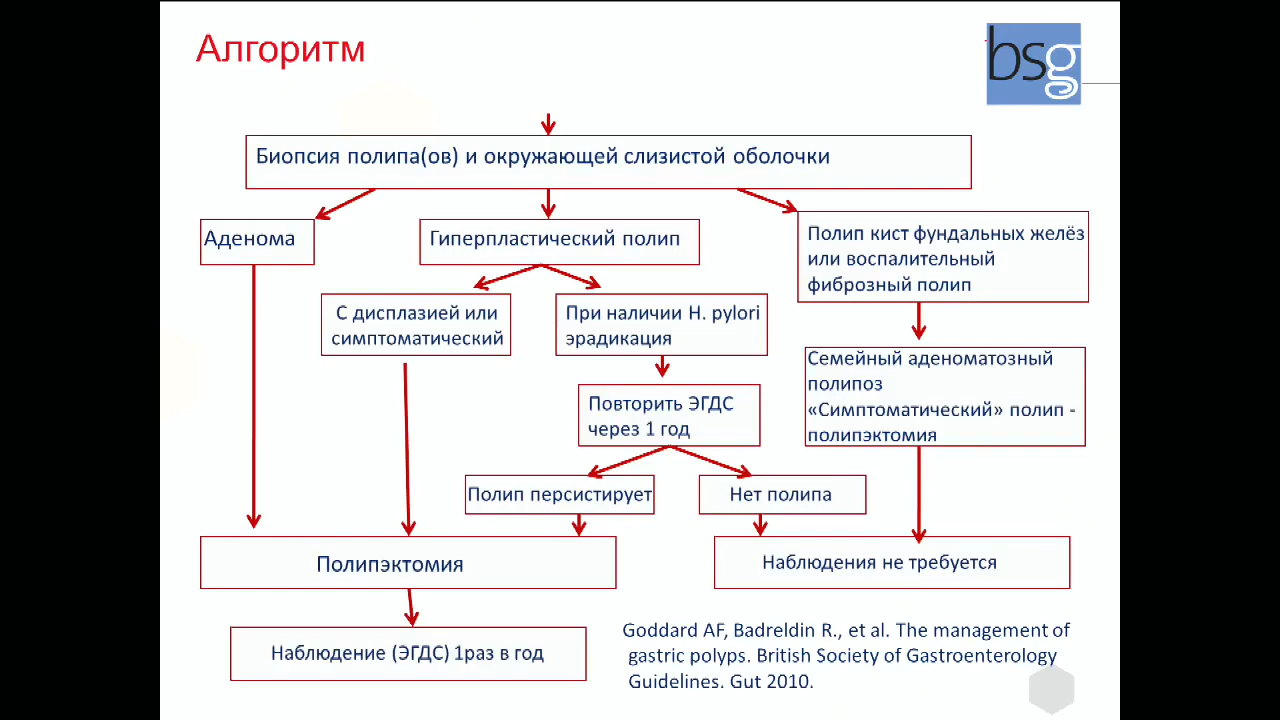 Алгоритм
bsg
Биопсия полипа(ов) и окружающей слизистой оболочки
Аденома
Гиперпластический полип
Полип кист фундальных желёз
или воспалительный
фиброзный полип
С дисплазией или
симптоматический
При наличии H. pylori
эрадикация
Семейный аденоматозный
полипоз
«Симптоматический» полип -
полипэктомия
Повторить ЭГДС
через 1 год
Полип персистирует
Нет полипа
Полипэктомия
Наблюдения не требуется
Наблюдение (ЭГДС) 1раз в год
Goddard AF, Badreldin R., et al. The management of
gastric polyps. British Society of Gastroenterology
Guidelines. Gut 2010.